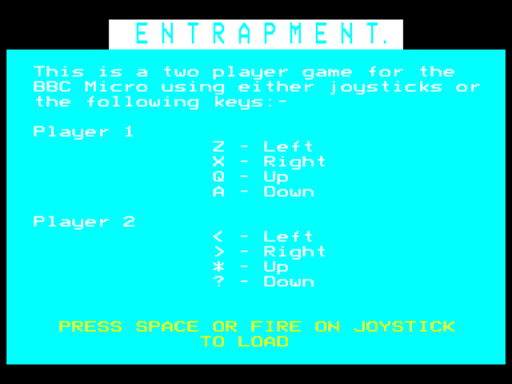 ENTRAPMENT.
This is a two player game for the
BBC Micro using either joysticks or
the following keys:-
Player 1
Z - Left
X - Right
Q - Up
A - Down
Player 2
< - Left
> - Right
* - Up
? - Down
PRESS SPACE OR FIRE ON JOYSTICK
TO LOAD